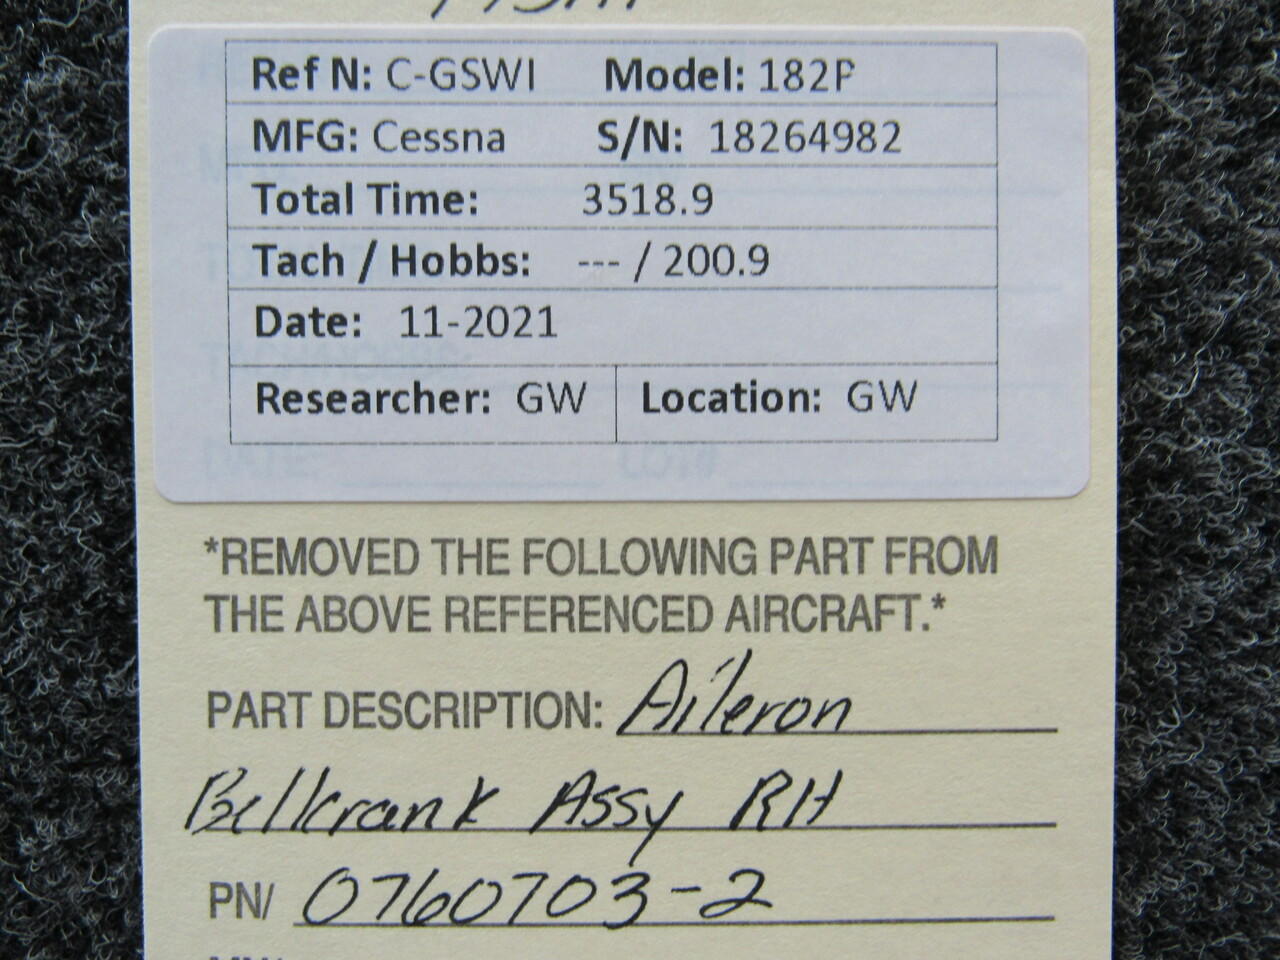 Ref N: C-GSWI Model: 182P
MFG: Cessna S/N: 18264982
Total Time: 3518.9
Tach / Hobbs: --- / 200.9
Date: 11-2021
Researcher: GW Location: GW
*REMOVED THE FOLLOWING PART FROM
THE ABOVE REFERENCED AIRCRAFT.*
PART DESCRIPTION: Aileron
Bellcrank Assy RH
PN/ 0760703-2